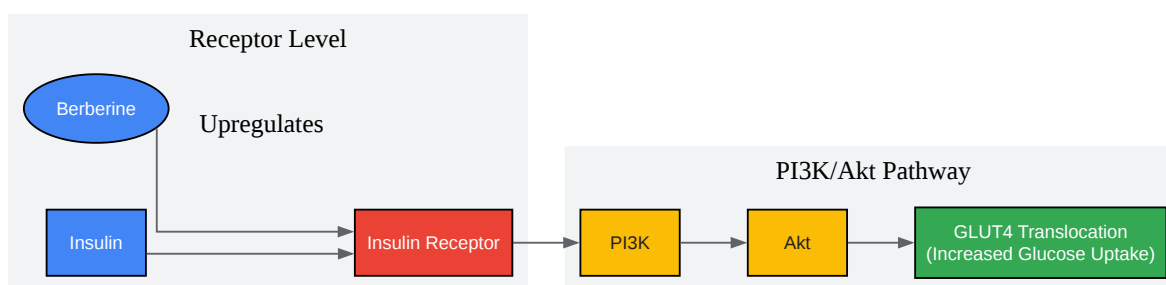 Receptor Level
Berberine
Upregulates
Insulin
Insulin Receptor
PI3K/Akt Pathway
PI3K
Akt
GLUT4 Translocation
(Increased Glucose Uptake)